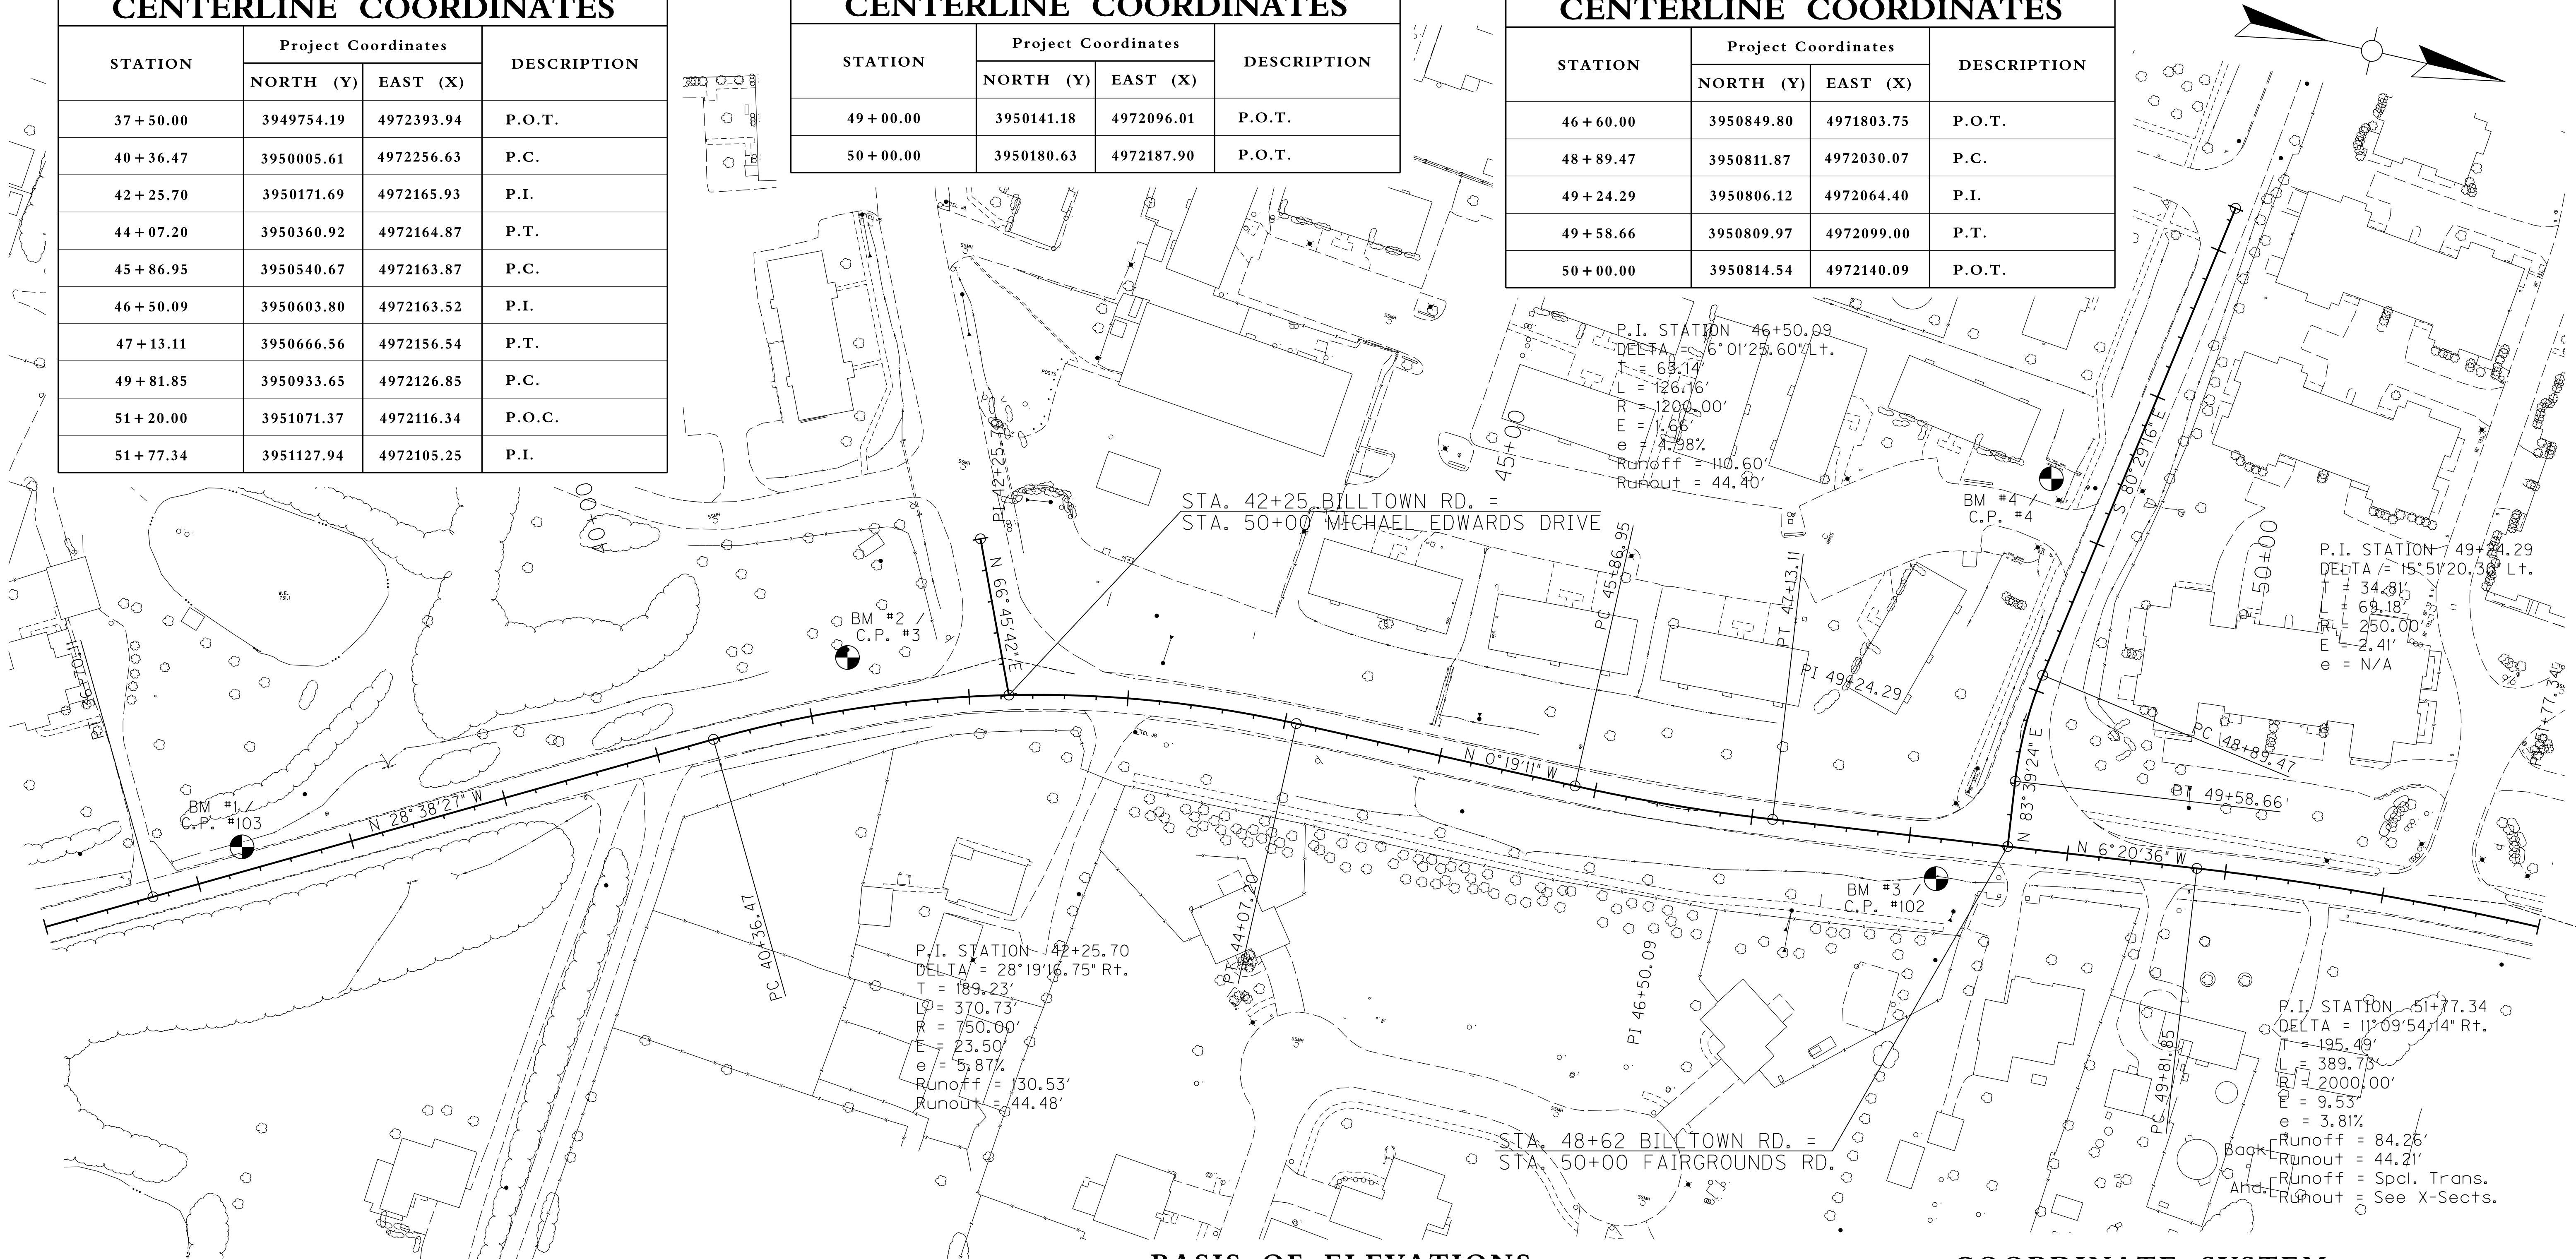 CENTERLINE COORDINATES
STATION Project Coordinates DESCRIPTION
NORTH (Y) EAST (X)
37+50.00 3949754.19 4972393.94 P.O.T.
40+36.47 3950005.61 4972256.63 P.C.
42+25.70 3950171.69 4972165.93 P.I.
44+07.20 3950360.92 4972164.87 P.T.
45+86.95 3950540.67 4972163.87 P.C.
46+50.09 3950603.80 4972163.52 P.I.
47+13.11 3950666.56 4972156.54 P.T.
49+81.85 3950933.65 4972126.85 P.C.
51+20.00 3951071.37 4972116.34 P.O.C.
51+77.34 3951127.94 4972105.25 P.I.
CENTERLINE COORDINATES
STATION Project Coordinates DESCRIPTION
NORTH (Y) EAST (X)
49+00.00 3950141.18 4972096.01 P.O.T.
50+00.00 3950180.63 4972187.90 P.O.T.
CENTERLINE COORDINATES
STATION Project Coordinates DESCRIPTION
NORTH (Y) EAST (X)
46+60.00 3950849.80 4971803.75 P.O.T.
48+89.47 3950811.87 4972030.07 P.C.
49+24.29 3950806.12 4972064.40 P.I.
49+58.66 3950809.97 4972099.00 P.T.
50+00.00 3950814.54 4972140.09 P.O.T.
P.I. STATION 46+50.09
DELTA = 6°01'25.60" Lt.
T = 63.14'
L = 126.16'
R = 1200.00'
E = 1.66'
e = 4.98%
Runoff = 110.60'
Runout = 44.40'
45+00
40+00
50+00
PI 42+25.70
STA. 42+25 BILLTOWN RD. =
STA. 50+00 MICHAEL EDWARDS DRIVE
BM #4 /
C.P. #4
S 80°29'16" E
P.I. STATION 49+24.29
DELTA = 15°51'20.30" Lt.
T = 34.81'
L = 69.18'
R = 250.00'
E = 2.41'
e = N/A
BM #2 /
C.P. #3
N 66°45'42" E
PC 45+86.95
PT 47+13.11
PI 49+24.29
PC 48+89.47
PT 49+58.66
N 83°39'24" E
PI 51+77.34
BM #1 /
C.P. #103
N 28°38'27" W
N 0°19'11" W
N 6°20'36" W
BM #3 /
C.P. #102
PC 40+36.47
PT 44+07.20
PI 46+50.09
PC 49+81.85
P.I. STATION 42+25.70
DELTA = 28°19'16.75" Rt.
T = 189.23'
L = 370.73'
R = 750.00'
E = 23.50'
e = 5.87%
Runoff = 130.53'
Runout = 44.48'
STA. 48+62 BILLTOWN RD. =
STA. 50+00 FAIRGROUNDS RD.
P.I. STATION 51+77.34
DELTA = 11°09'54.14" Rt.
T = 195.49'
L = 389.73'
R = 2000.00'
E = 9.53'
e = 3.81%
Back Runoff = 84.26'
Runout = 44.21'
Ahd. Runoff = Spcl. Trans.
Runout = See X-Sects.
BASIS OF ELEVATIONS
COORDINATE SYSTEM